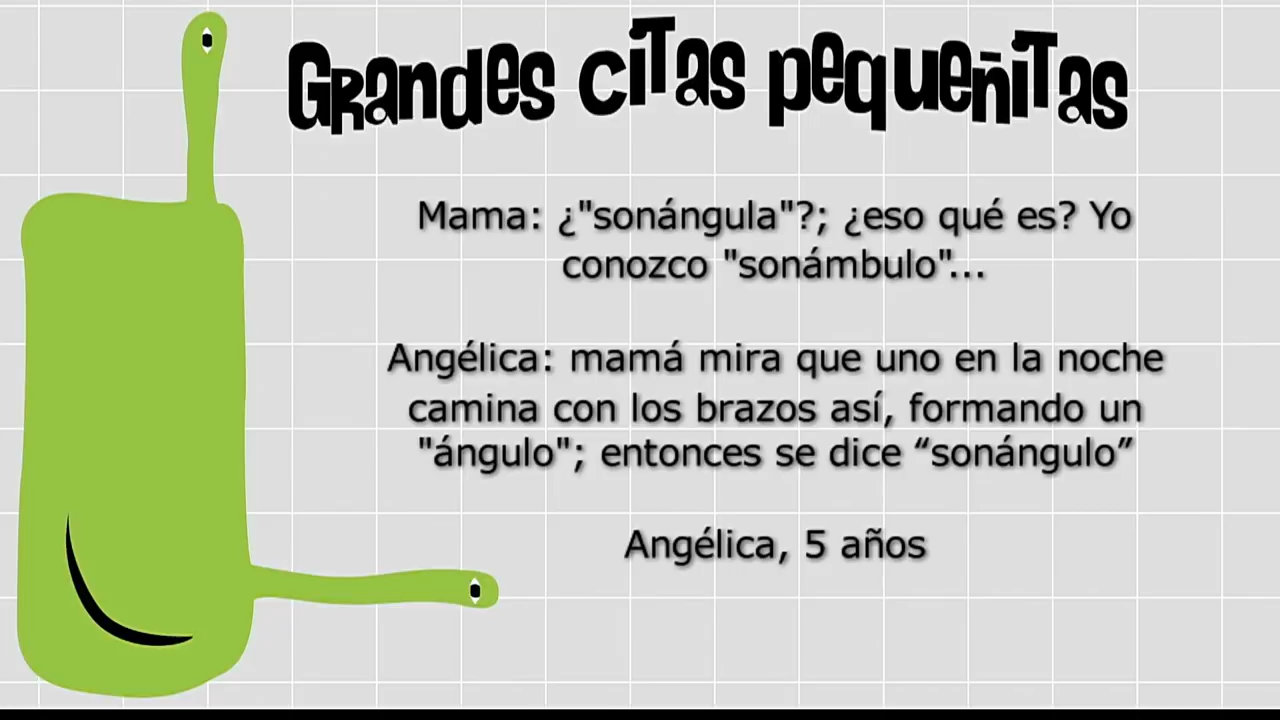 Grandes citas pequeñitas
Mama: ¿"sonángula"?; ¿eso qué es? Yo
conozco "sonámbulo"...
Angélica: mamá mira que uno en la noche
camina con los brazos así, formando un
"ángulo"; entonces se dice “sonángulo”
Angélica, 5 años